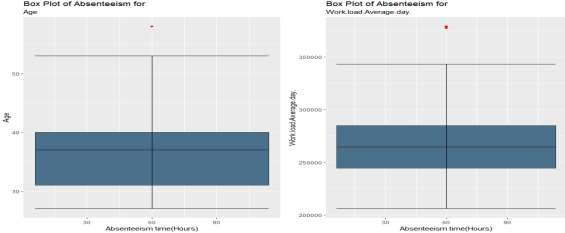 Box Plot of Absenteeism for
Age
50
40
30
Age
30
60
90
Absenteeism time(Hours)
Box Plot of Absenteeism for
Work.load.Average.day.
350000
300000
250000
200000
Work.load.Average.day.
30
60
90
Absenteeism time(Hours)